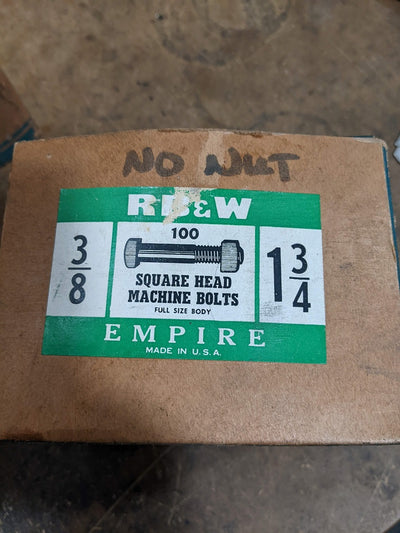 NO NUT
RB&W
100
3/8
SQUARE HEAD
MACHINE BOLTS
FULL SIZE BODY
1 3/4
EMPIRE
MADE IN U.S.A.